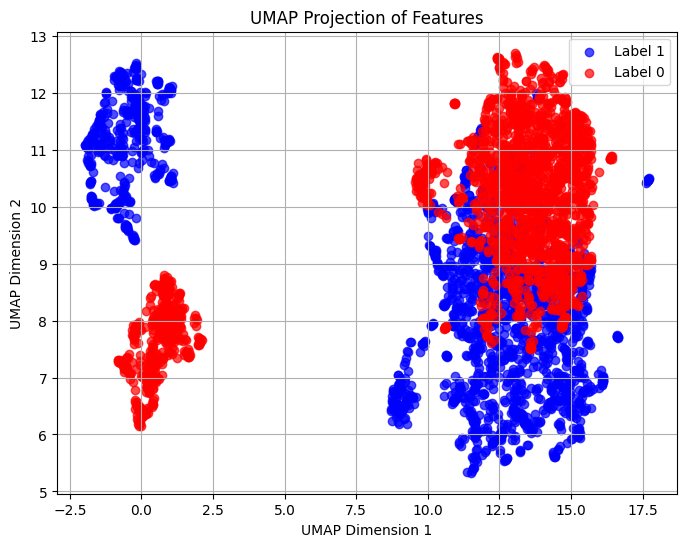 UMAP Projection of Features
Label 1
Label 0
UMAP Dimension 2
13
12
11
10
9
8
7
6
5
−2.5 0.0 2.5 5.0 7.5 10.0 12.5 15.0 17.5
UMAP Dimension 1